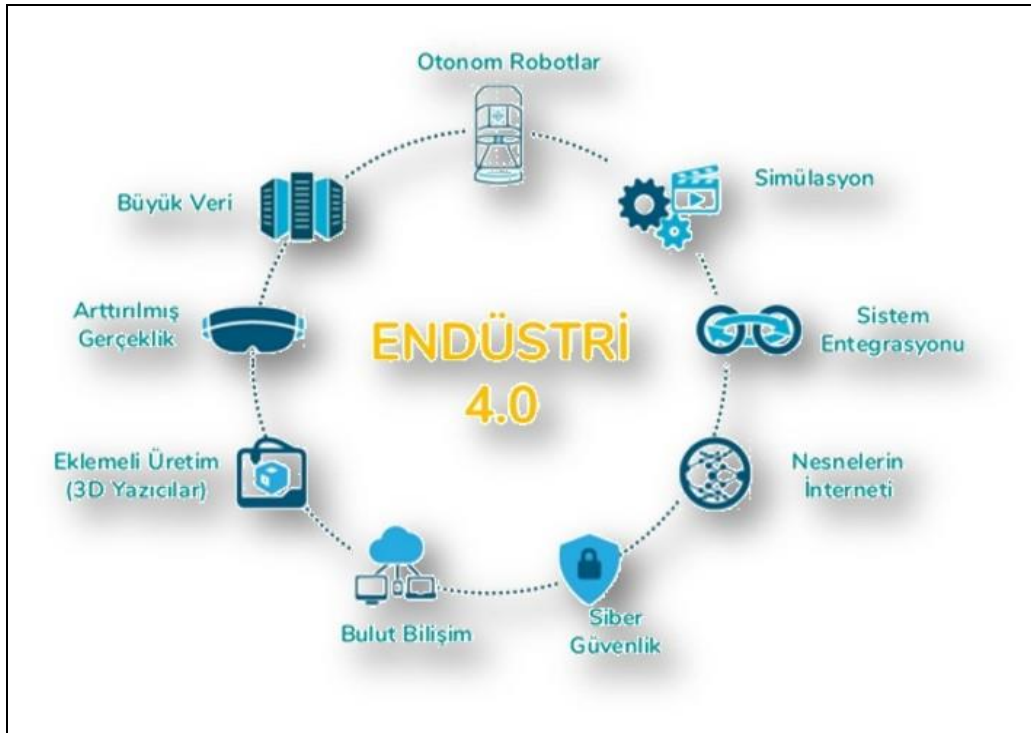 Otonom Robotlar
Simülasyon
Sistem
Entegrasyonu
Nesnelerin
İnterneti
Siber
Güvenlik
Bulut Bilişim
Eklemeli Üretim
(3D Yazıcılar)
Arttırılmış
Gerçeklik
Büyük Veri
ENDÜSTRİ
4.0